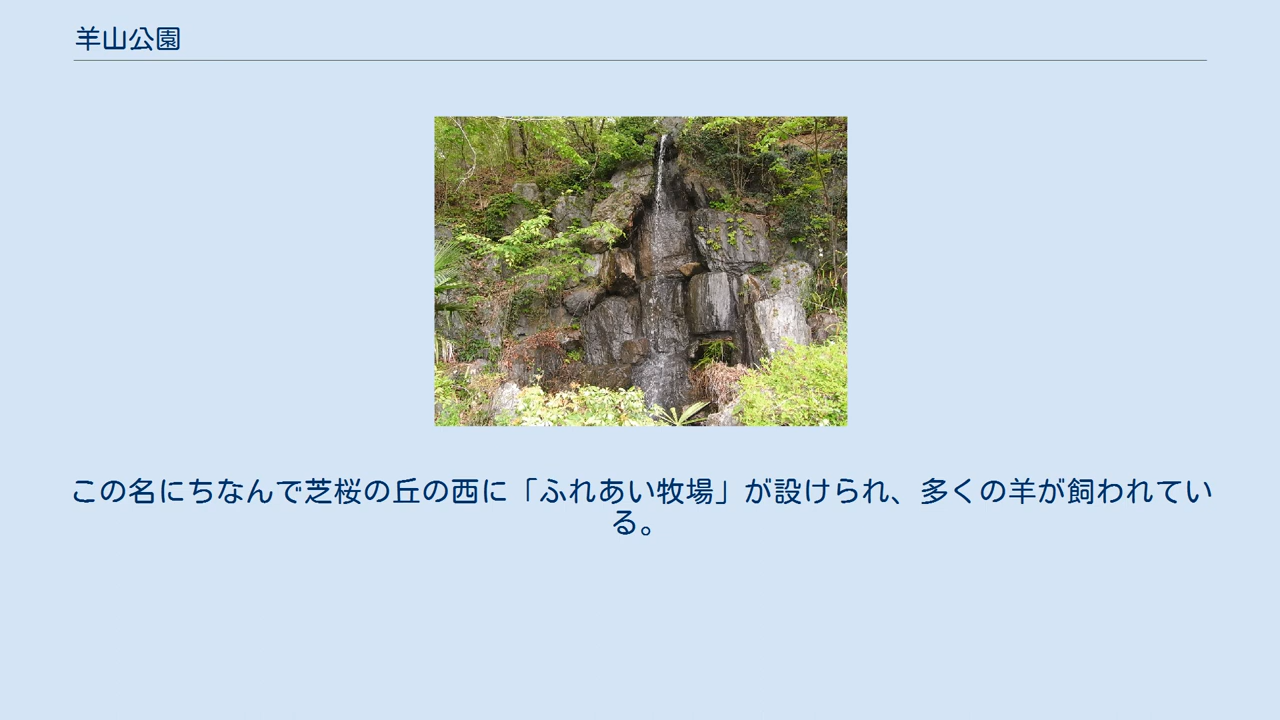 羊山公園
この名にちなんで芝桜の丘の西に「ふれあい牧場」が設けられ、多くの羊が飼われてい
る。